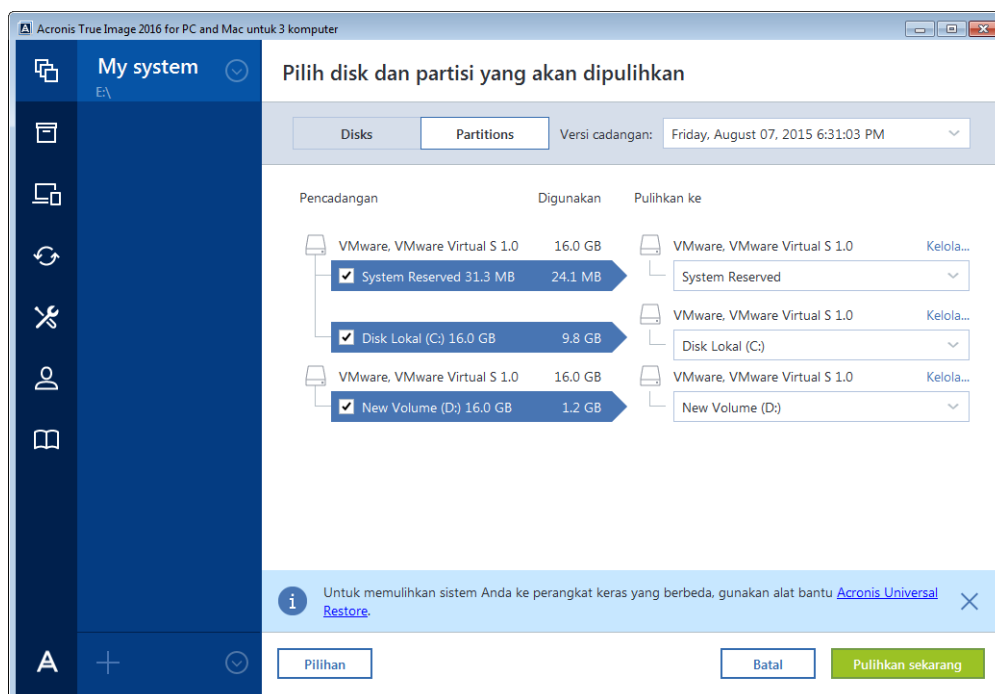 Acronis True Image 2016 for PC and Mac untuk 3 komputer
My system
E:\
Pilih disk dan partisi yang akan dipulihkan
Disks
Partitions
Versi cadangan:
Friday, August 07, 2015 6:31:03 PM
Pencadangan
Digunakan
Pulihkan ke
VMware, VMware Virtual S 1.0
16.0 GB
VMware, VMware Virtual S 1.0
Kelola...
System Reserved 31.3 MB
24.1 MB
System Reserved
VMware, VMware Virtual S 1.0
Kelola...
Disk Lokal (C:) 16.0 GB
9.8 GB
Disk Lokal (C:)
VMware, VMware Virtual S 1.0
16.0 GB
VMware, VMware Virtual S 1.0
Kelola...
New Volume (D:) 16.0 GB
1.2 GB
New Volume (D:)
Untuk memulihkan sistem Anda ke perangkat keras yang berbeda, gunakan alat bantu Acronis Universal
Restore.
Pilihan
Batal
Pulihkan sekarang